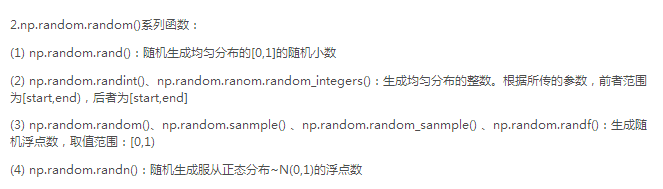 2.np.random.random()系列函数：
(1) np.random.rand()：随机生成均匀分布的[0,1]的随机小数
(2) np.random.randint()、np.random.ranom.random_integers()：生成均匀分布的整数。根据所传的参数，前者范围
为[start,end)，后者为[start,end]
(3) np.random.random()、np.random.sanmple() 、np.random.random_sanmple() 、np.random.randf()：生成随
机浮点数，取值范围：[0,1)
(4) np.random.randn()：随机生成服从正态分布~N(0,1)的浮点数